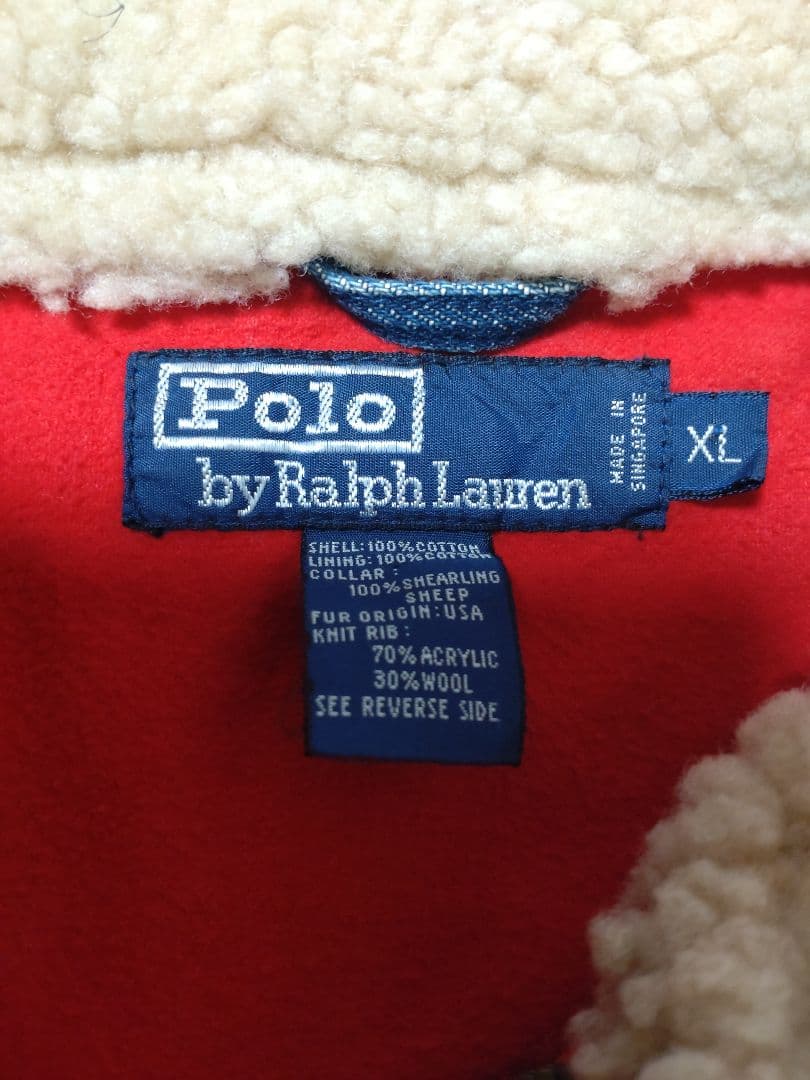 Polo
by Ralph Lauren
MADE IN
SINGAPORE
XL
SHELL:100%COTTON
LINING:100%COTTON
COLLAR:
100%SHEARLING
SHEEP
FUR ORIGIN:USA
KNIT RIB:
70%ACRYLIC
30%WOOL
SEE REVERSE SIDE